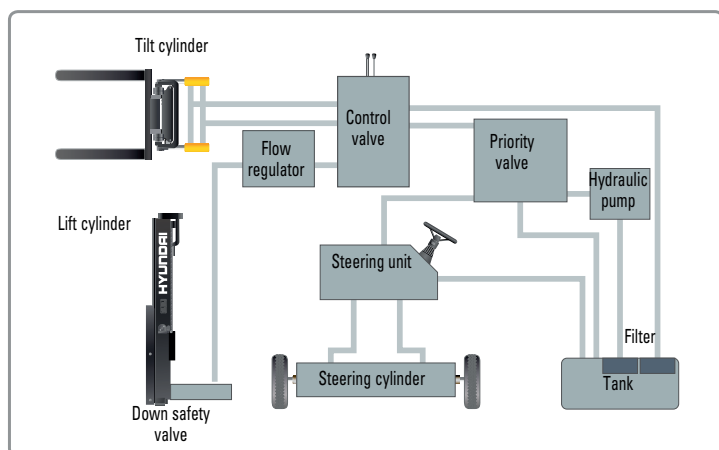 Tilt cylinder
Control
valve
Flow
regulator
Priority
valve
Hydraulic
pump
Lift cylinder
HYUNDAI
Steering unit
Filter
Steering cylinder
Tank
Down safety
valve